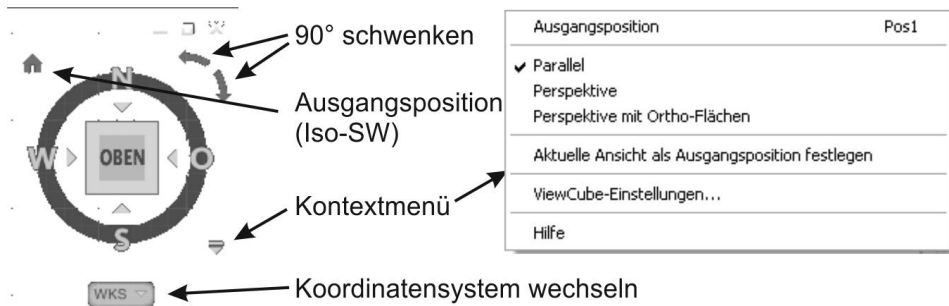 N
W
OBEN
O
S
WKS
90° schwenken
Ausgangsposition
(Iso-SW)
Kontextmenü
Koordinatensystem wechseln
Ausgangsposition Pos1
Parallel
Perspektive
Perspektive mit Ortho-Flächen
Aktuelle Ansicht als Ausgangsposition festlegen
ViewCube-Einstellungen...
Hilfe